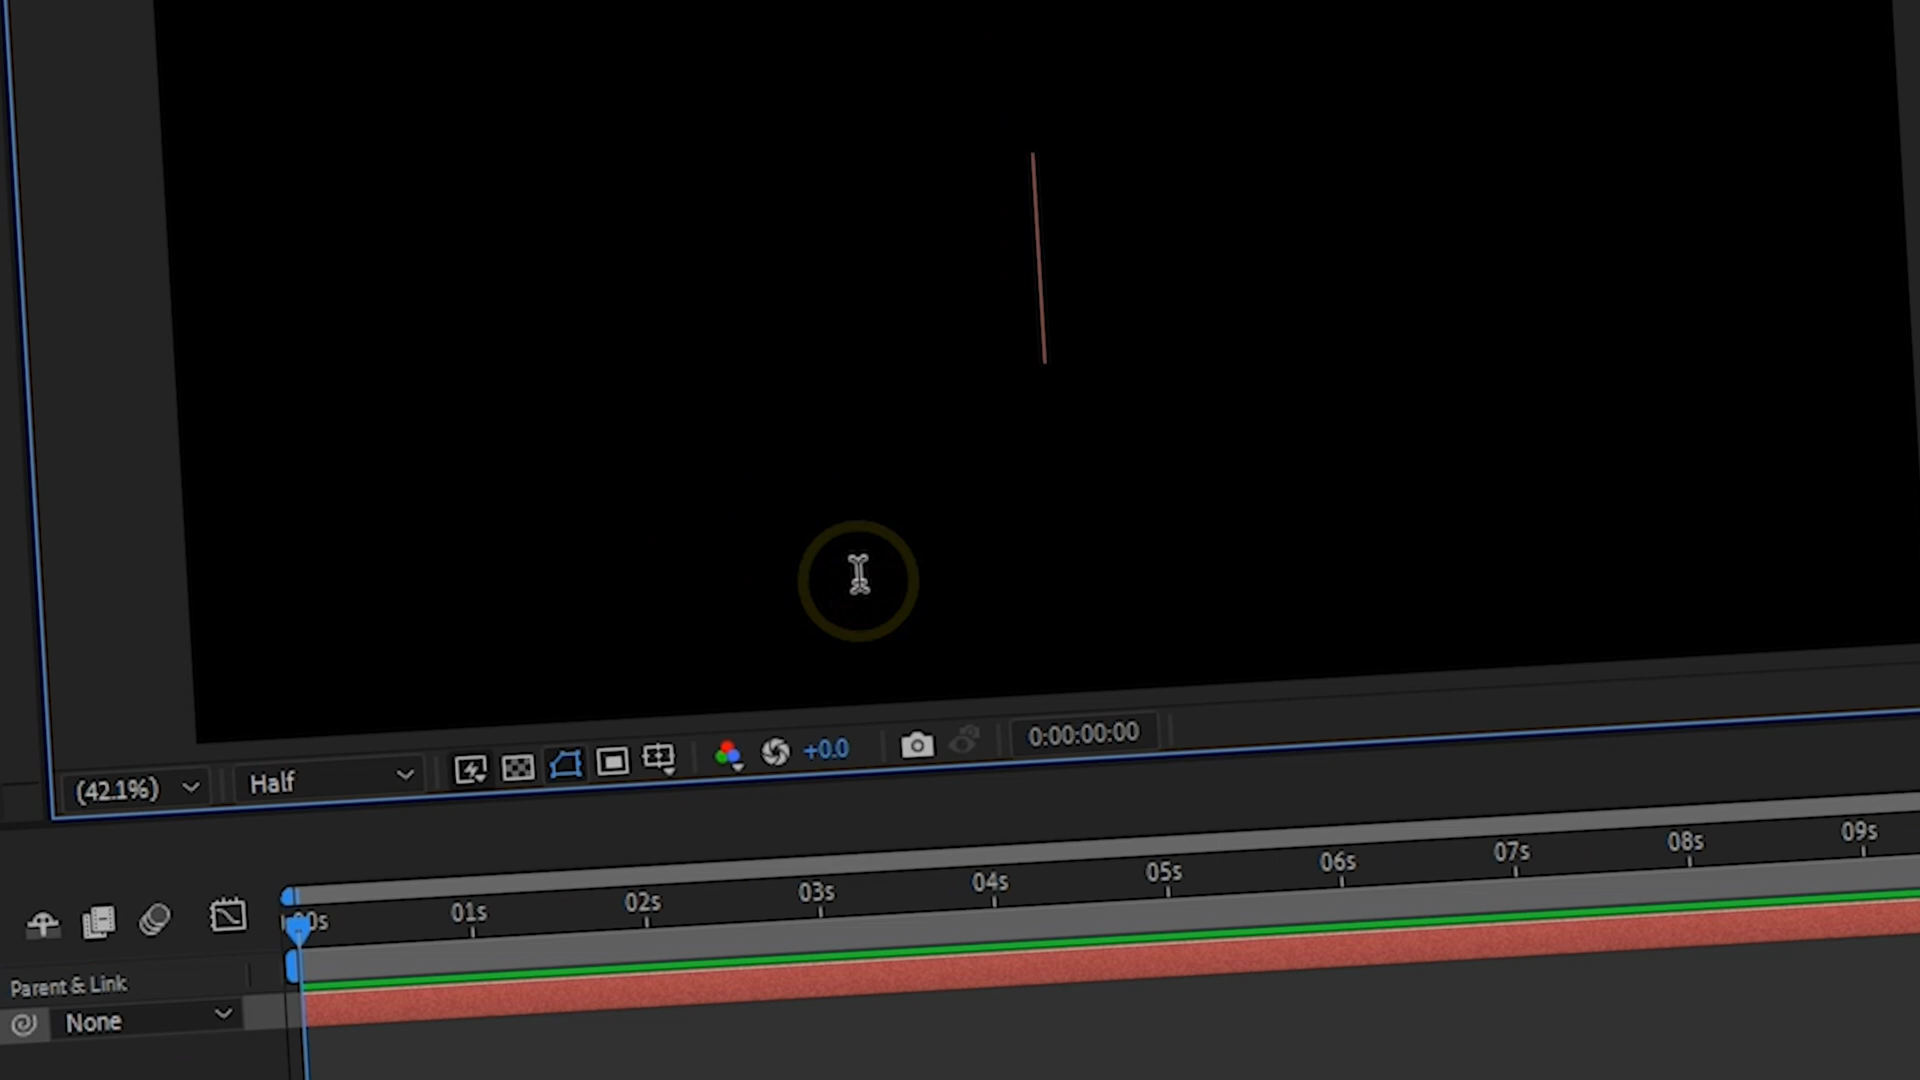 (42.1%) Half +0.0 0:00:00:00
:00s 01s 02s 03s 04s 05s 06s 07s 08s 09s
Parent & Link
None